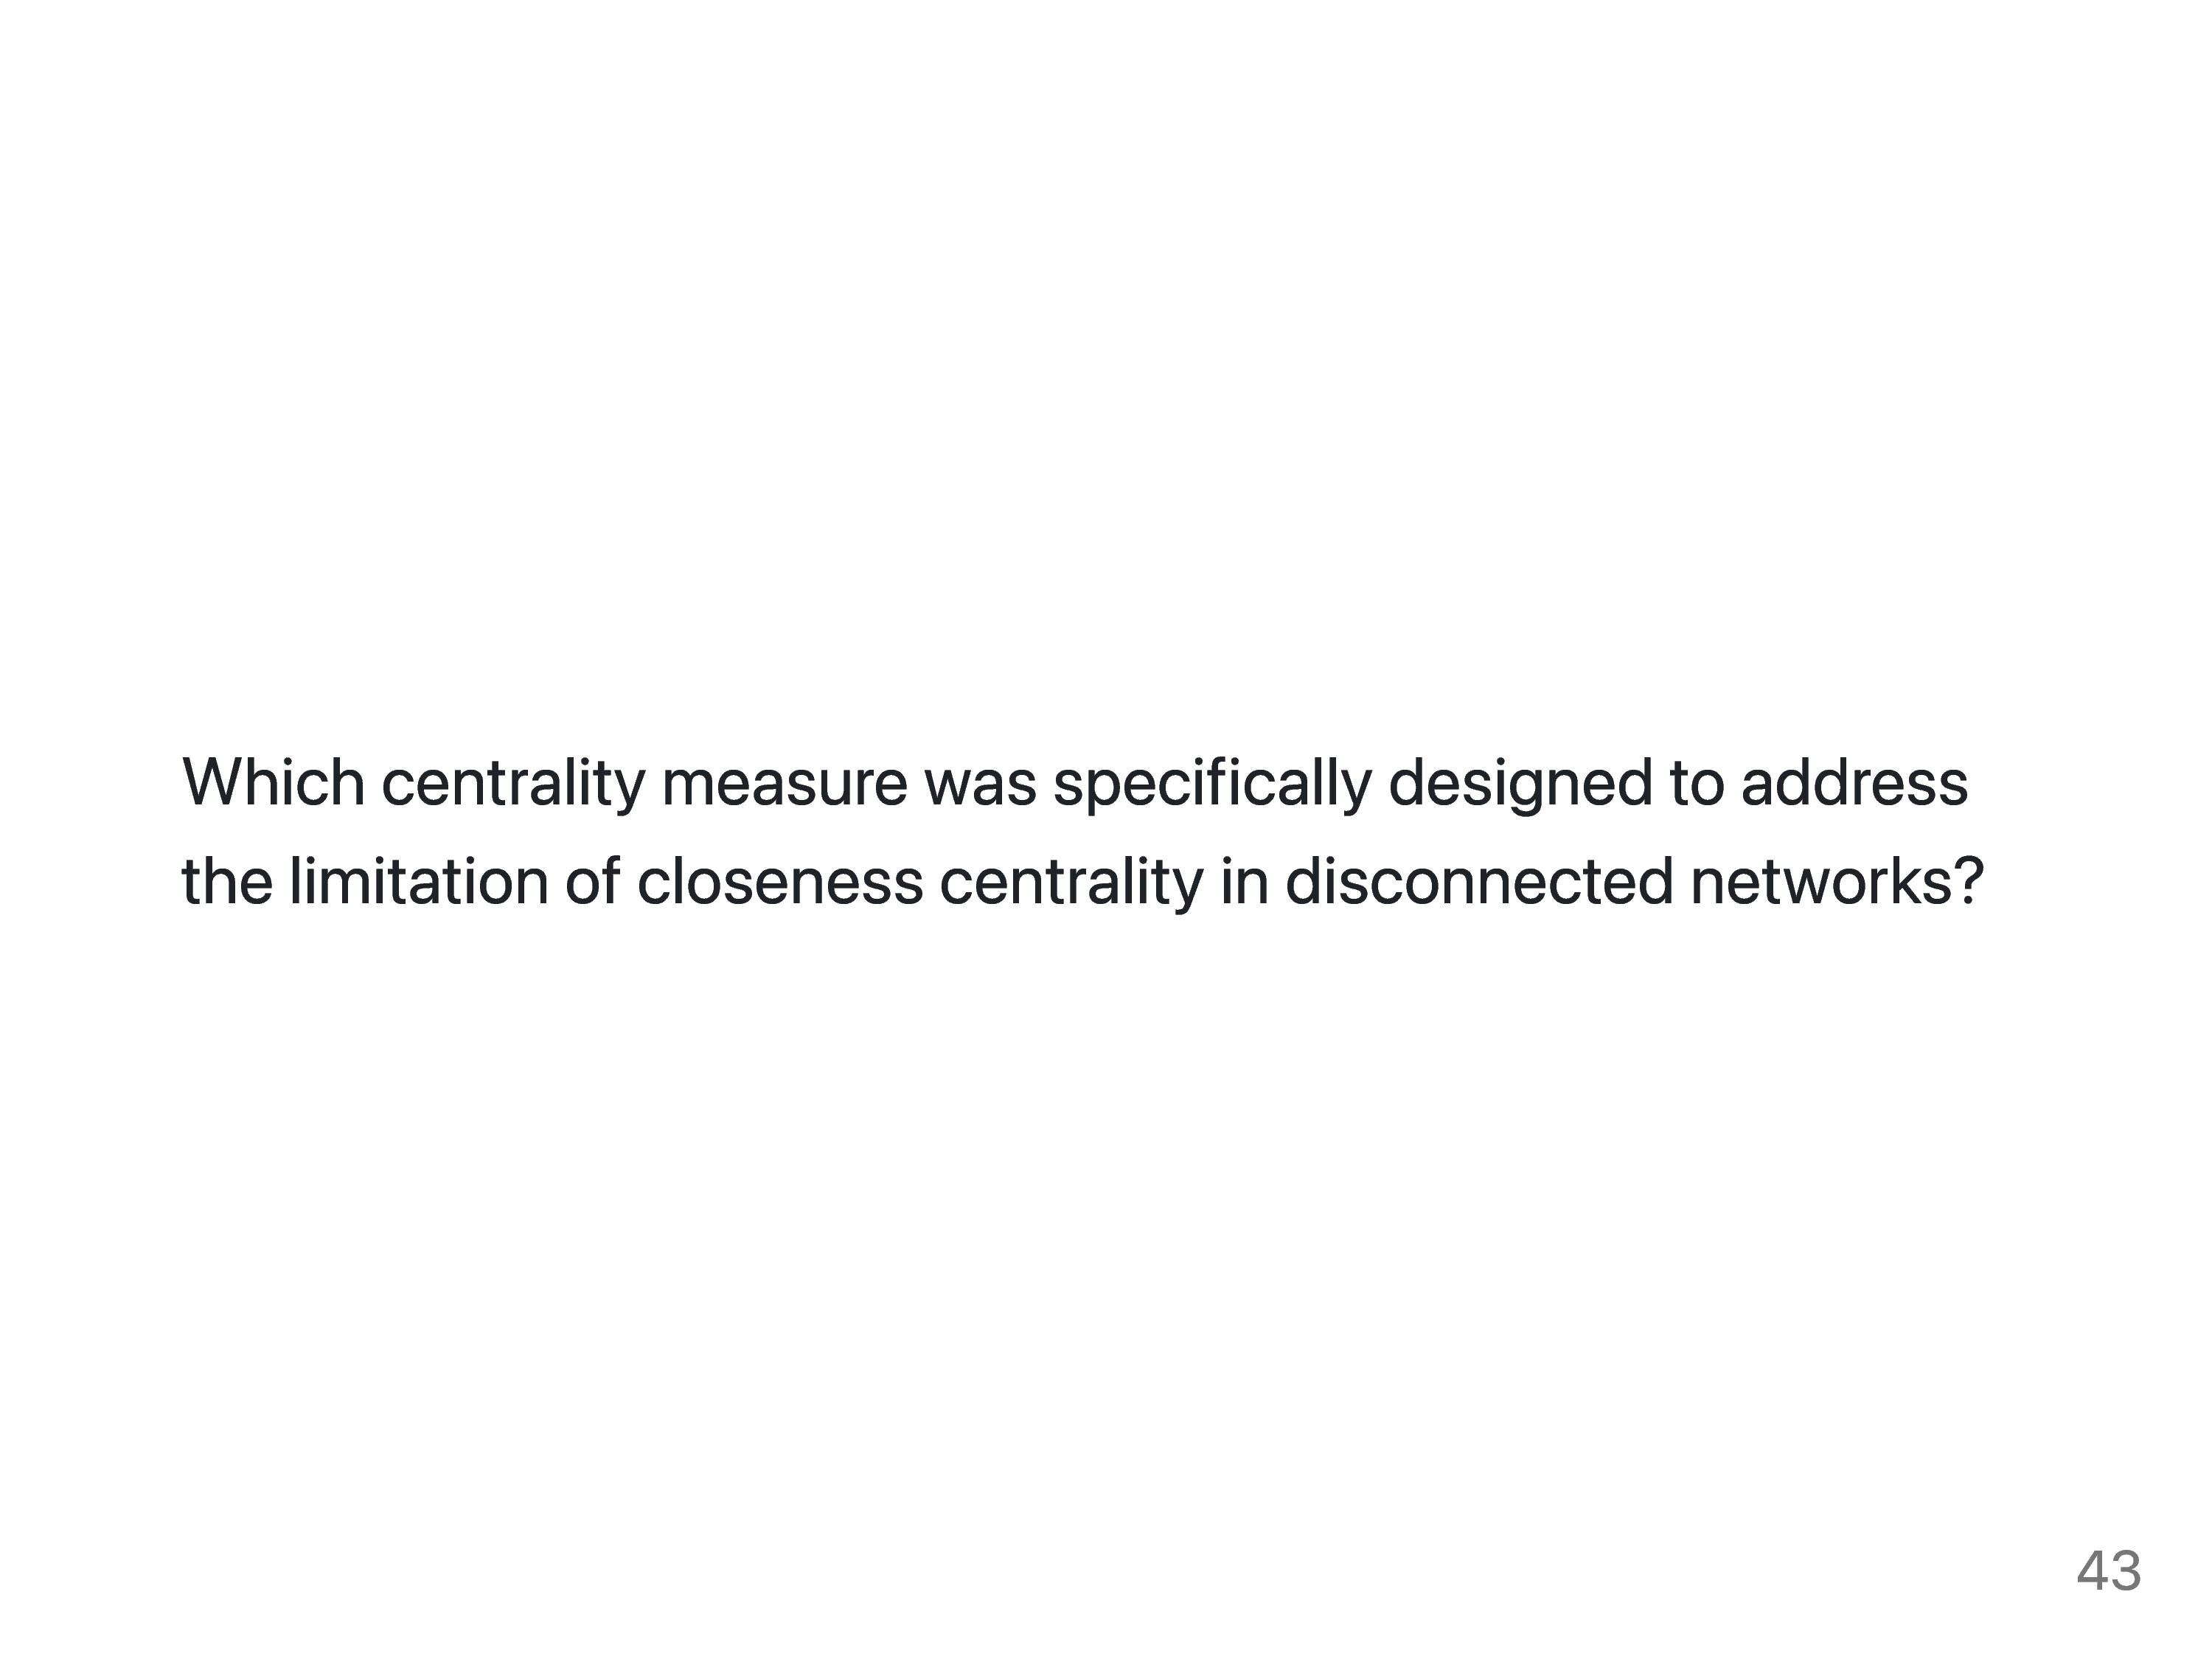 Which centrality measure was specifically designed to address
the limitation of closeness centrality in disconnected networks?
43